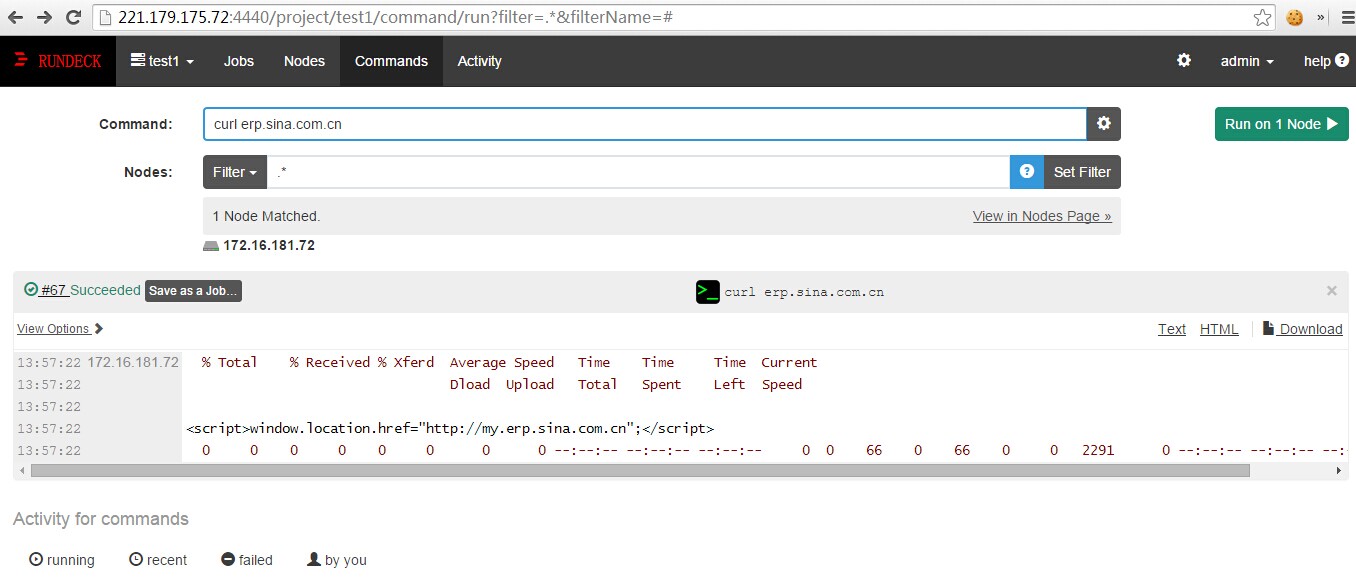 221.179.175.72:4440/project/test1/command/run?filter=.*&filterName=#
RUNDECK test1 Jobs Nodes Commands Activity admin help
Command: curl erp.sina.com.cn Run on 1 Node
Nodes: Filter .* Set Filter
1 Node Matched. View in Nodes Page »
172.16.181.72
#67 Succeeded Save as a Job... >_ curl erp.sina.com.cn ×
View Options Text HTML Download
13:57:22 172.16.181.72 % Total % Received % Xferd Average Speed Time Time Time Current
13:57:22 Dload Upload Total Spent Left Speed
13:57:22
13:57:22 <script>window.location.href="http://my.erp.sina.com.cn";</script>
13:57:22 0 0 0 0 0 0 0 0 --:--:-- --:--:-- --:--:-- 0 0 66 0 66 0 0 2291 0 --:--:-- --:--:-- --:
Activity for commands
running recent failed by you